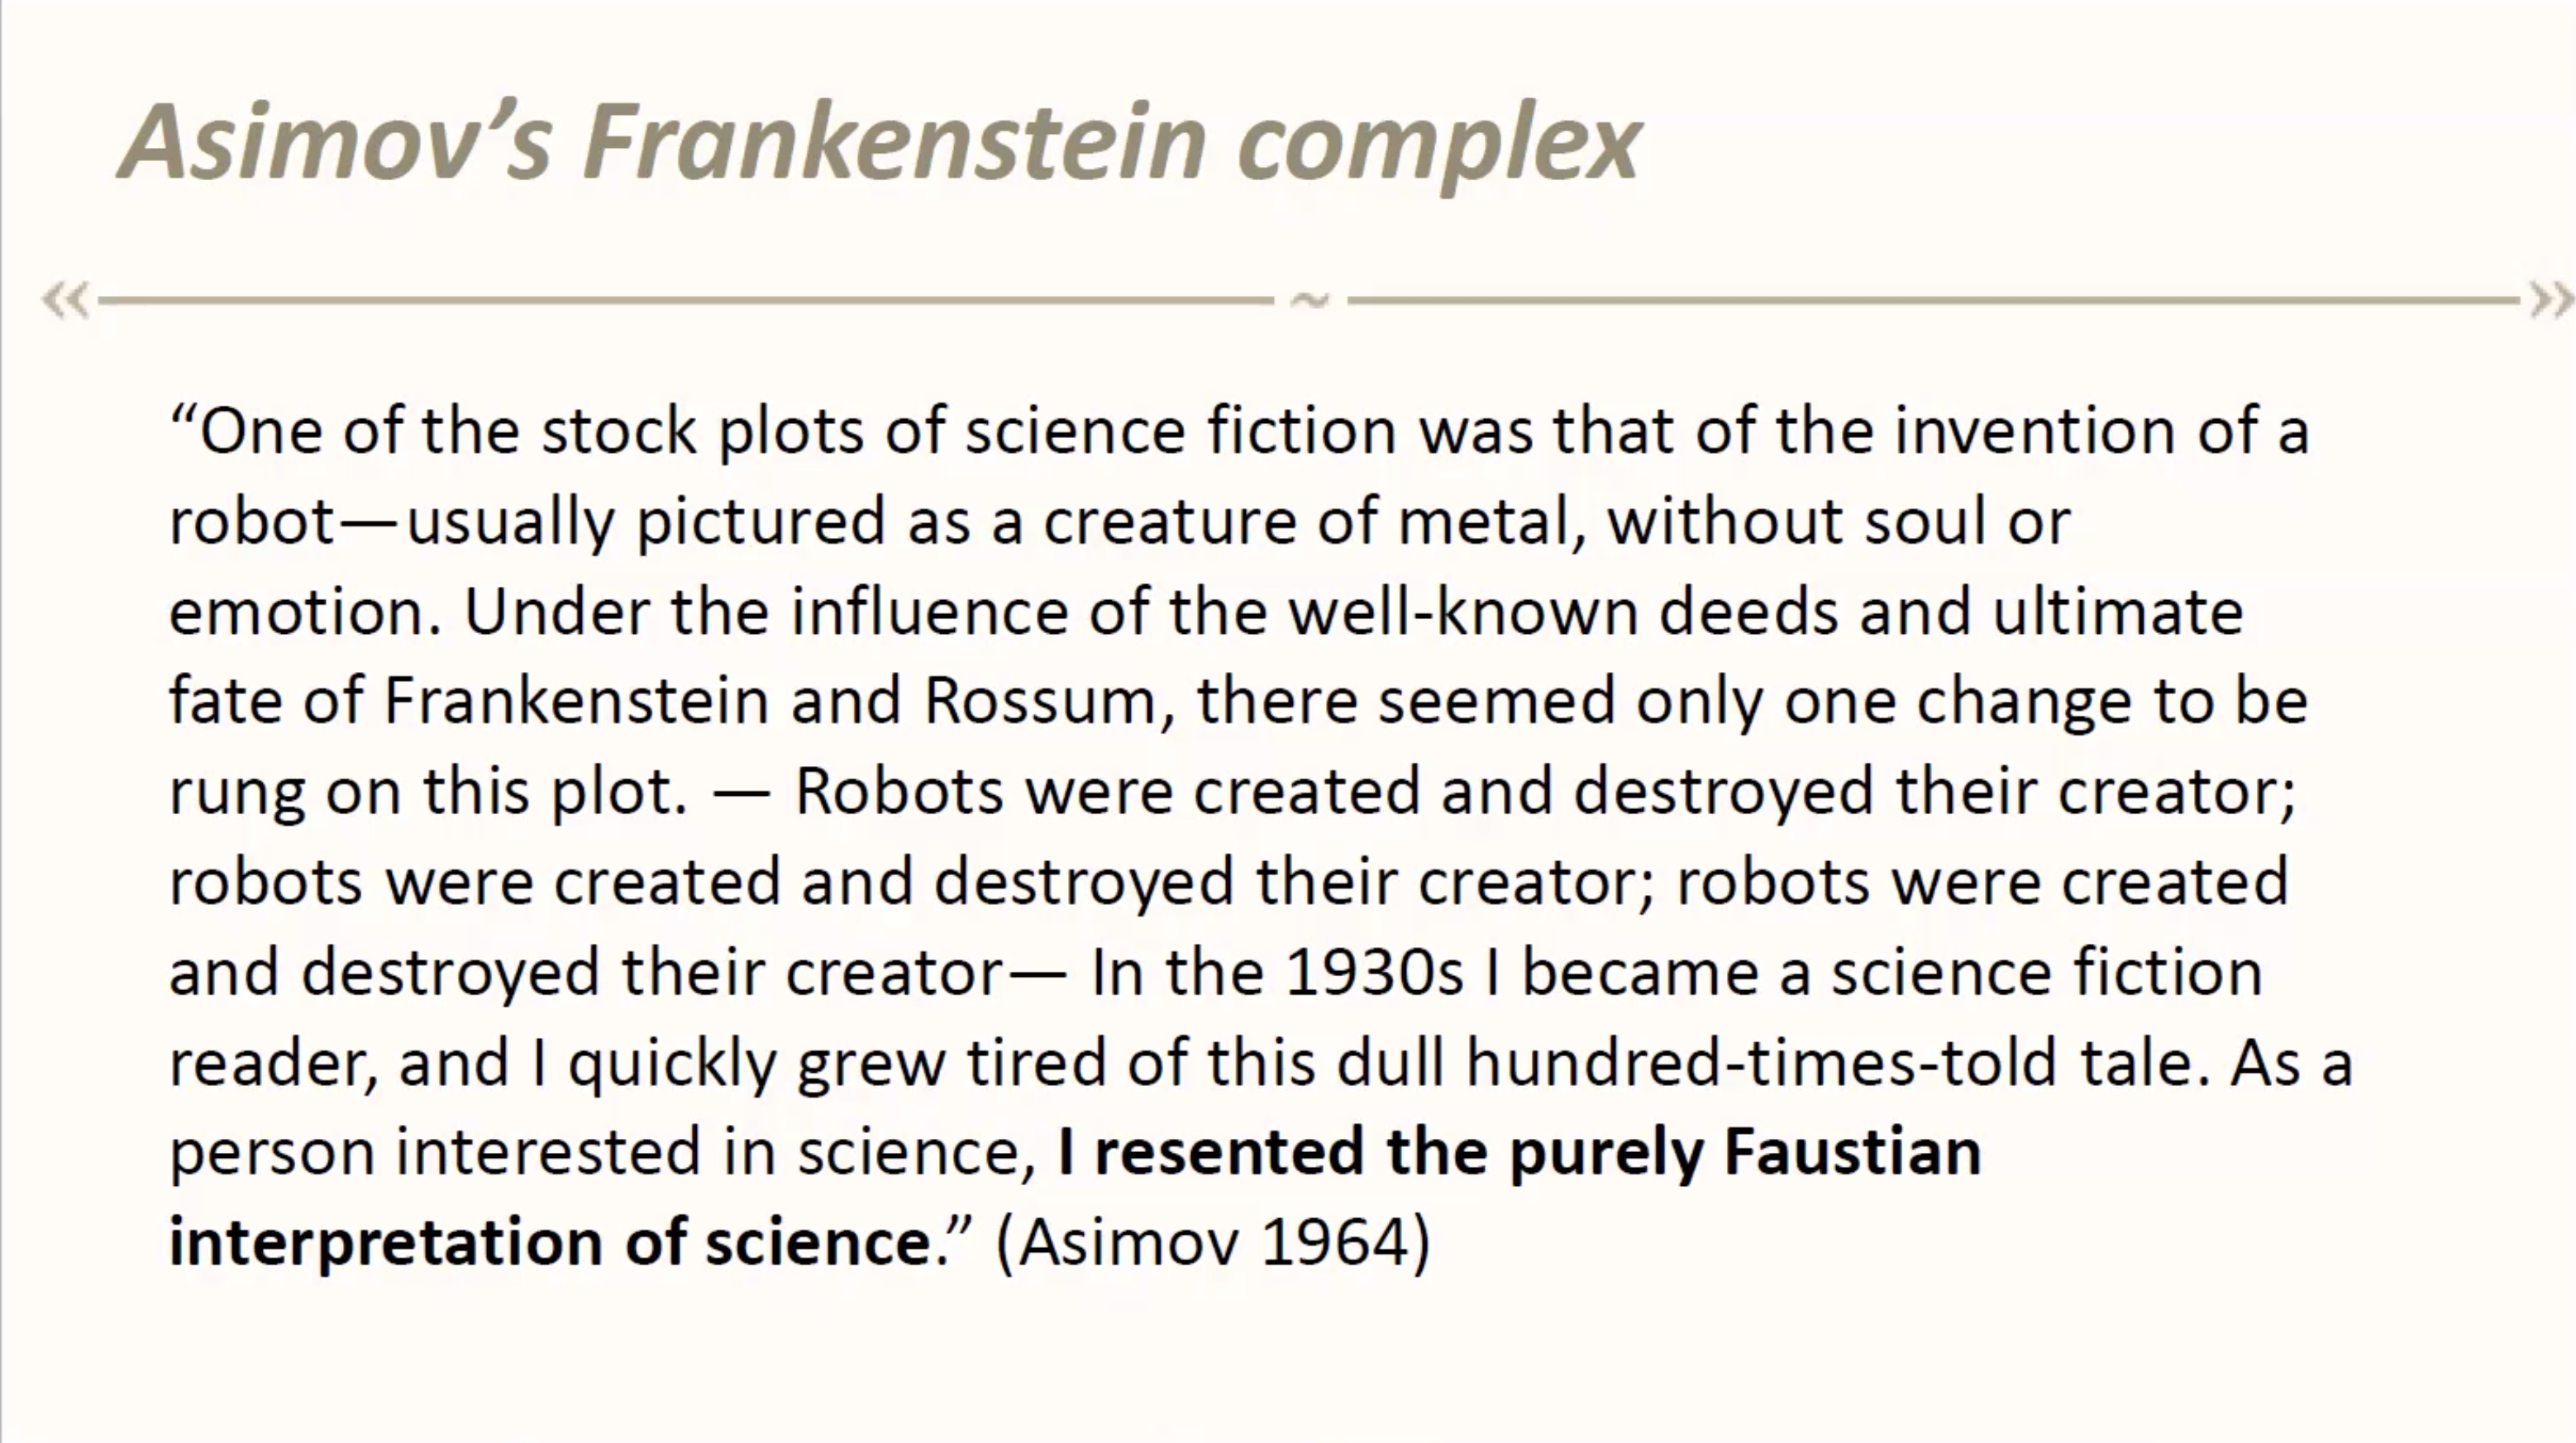 Asimov’s Frankenstein complex
« ~ »
“One of the stock plots of science fiction was that of the invention of a
robot—usually pictured as a creature of metal, without soul or
emotion. Under the influence of the well-known deeds and ultimate
fate of Frankenstein and Rossum, there seemed only one change to be
rung on this plot. — Robots were created and destroyed their creator;
robots were created and destroyed their creator; robots were created
and destroyed their creator— In the 1930s I became a science fiction
reader, and I quickly grew tired of this dull hundred-times-told tale. As a
person interested in science, I resented the purely Faustian
interpretation of science.” (Asimov 1964)